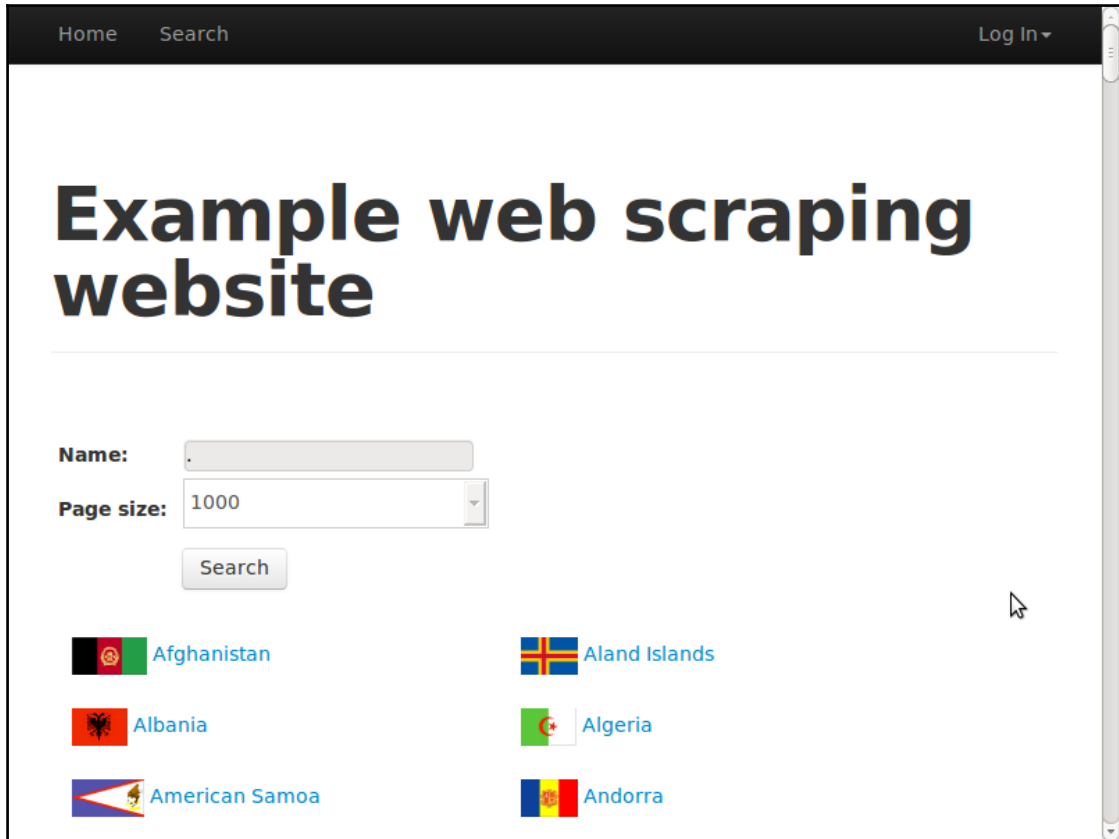 Home Search Log In
Example web scraping
website
Name: .
Page size: 1000
Search
Afghanistan Aland Islands
Albania Algeria
American Samoa Andorra